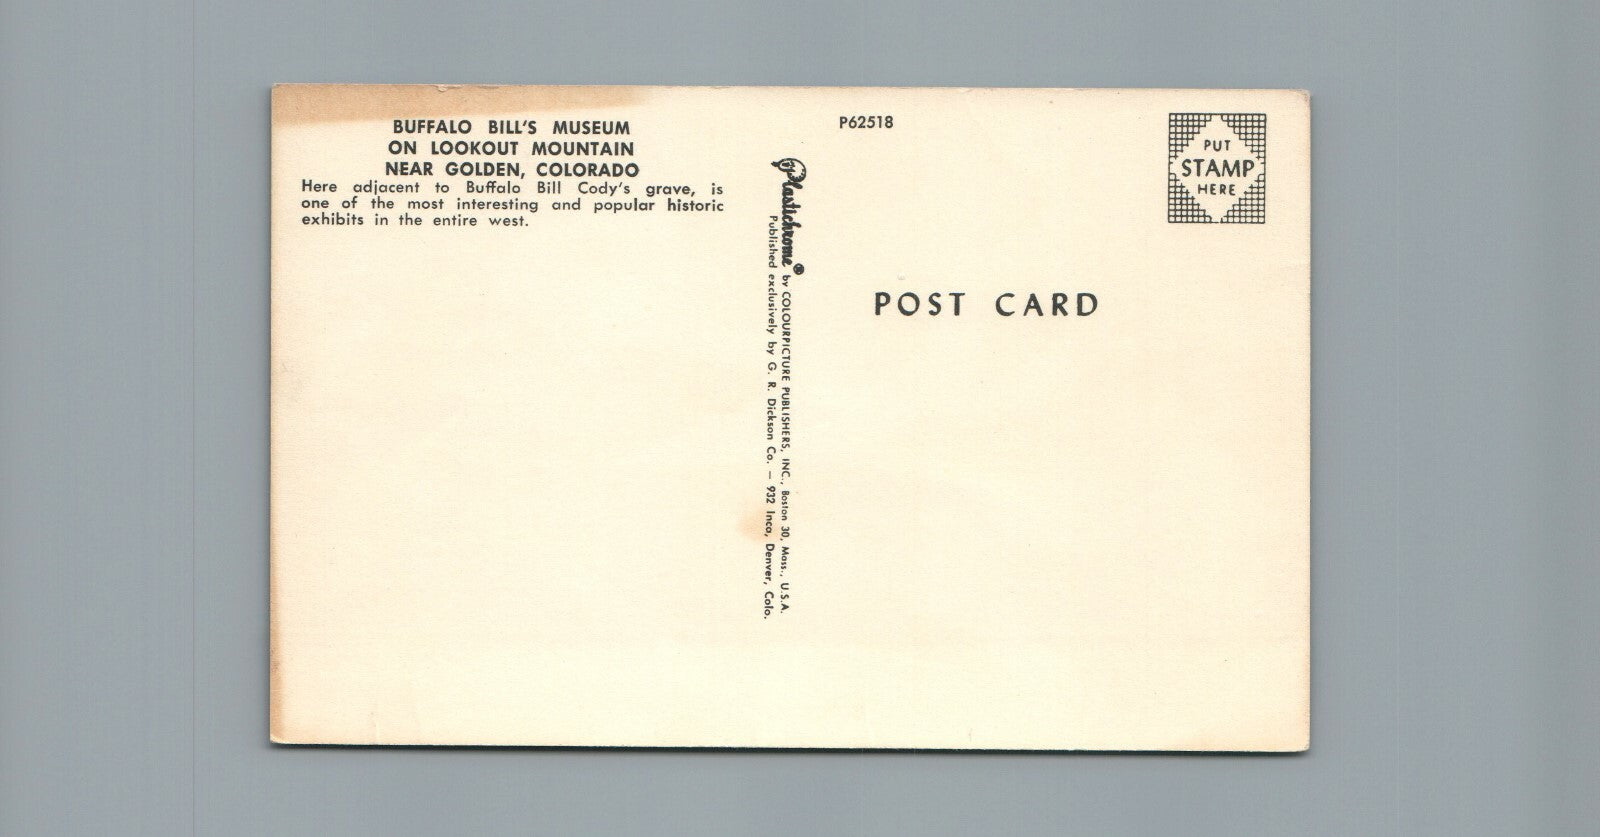 BUFFALO BILL'S MUSEUM
ON LOOKOUT MOUNTAIN
NEAR GOLDEN, COLORADO
Here adjacent to Buffalo Bill Cody's grave, is
one of the most interesting and popular historic
exhibits in the entire west.
Plastichrome® by COLOURPICTURE PUBLISHERS, INC., Boston 30, Mass., U.S.A.
Published exclusively by G. R. Dickson Co. – 932 Inca, Denver, Colo.
P62518
PUT
STAMP
HERE
POST CARD